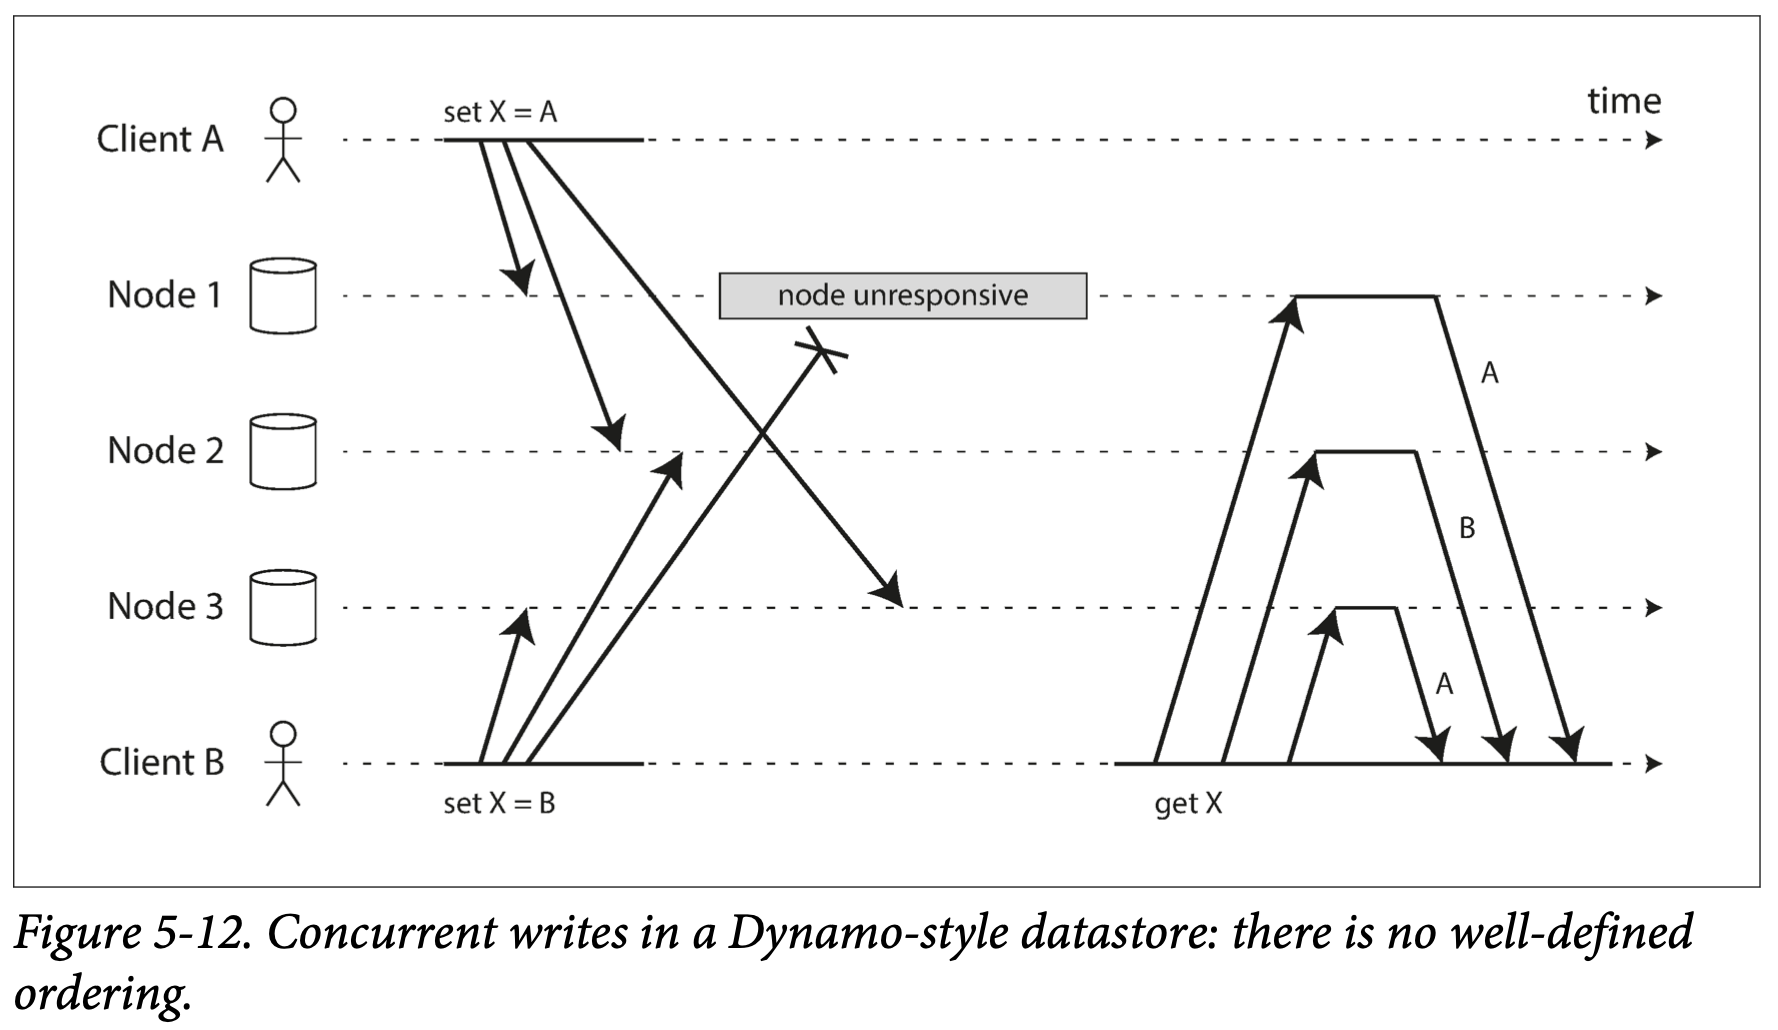 set X = A
time
Client A
Node 1
node unresponsive
A
Node 2
B
Node 3
A
Client B
set X = B
get X
Figure 5-12. Concurrent writes in a Dynamo-style datastore: there is no well-defined
ordering.